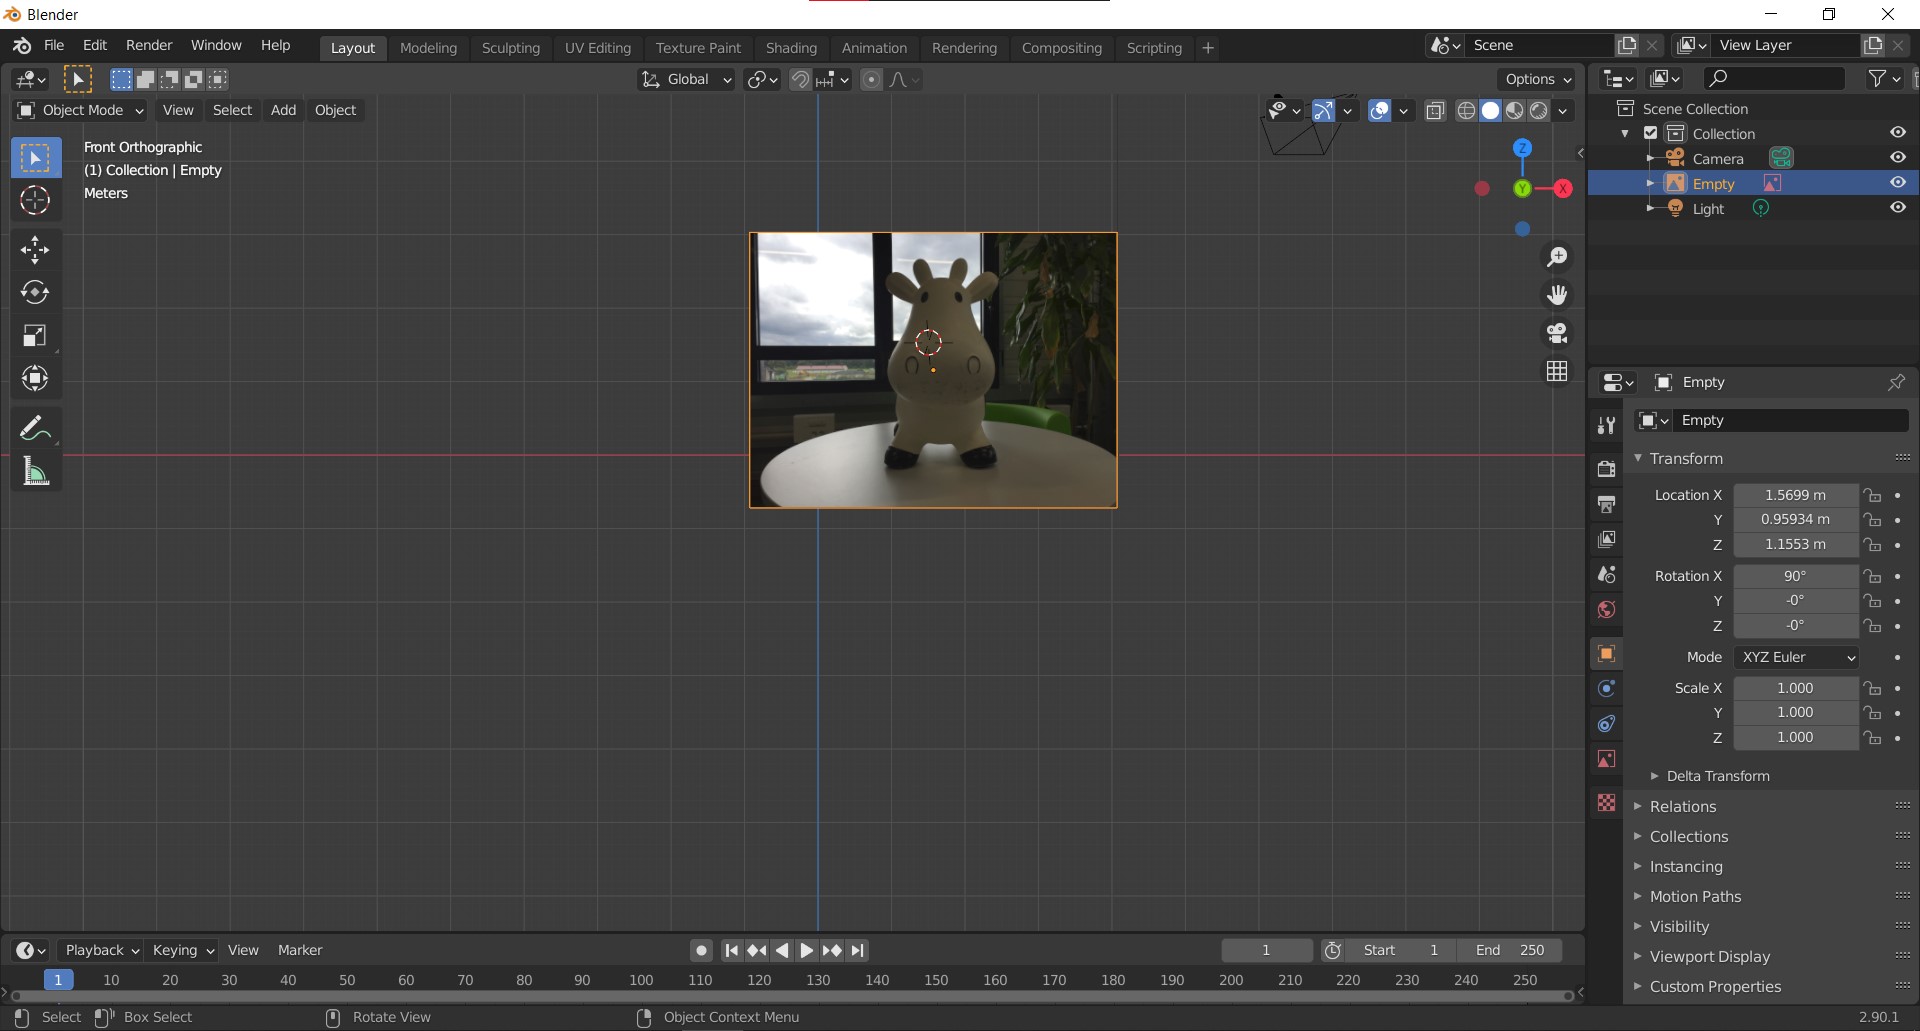 Blender
File Edit Render Window Help Layout Modeling Sculpting UV Editing Texture Paint Shading Animation Rendering Compositing Scripting + Scene View Layer
Global Options
Object Mode View Select Add Object
Front Orthographic
(1) Collection | Empty
Meters
Z
Y
X
Scene Collection
Collection
Camera
Empty
Light
Empty
Empty
Transform
Location X 1.5699 m
Y 0.95934 m
Z 1.1553 m
Rotation X 90°
Y -0°
Z -0°
Mode XYZ Euler
Scale X 1.000
Y 1.000
Z 1.000
Delta Transform
Relations
Collections
Instancing
Motion Paths
Visibility
Viewport Display
Custom Properties
Playback Keying View Marker 1 Start 1 End 250
1 10 20 30 40 50 60 70 80 90 100 110 120 130 140 150 160 170 180 190 200 210 220 230 240 250
Select Box Select Rotate View Object Context Menu 2.90.1